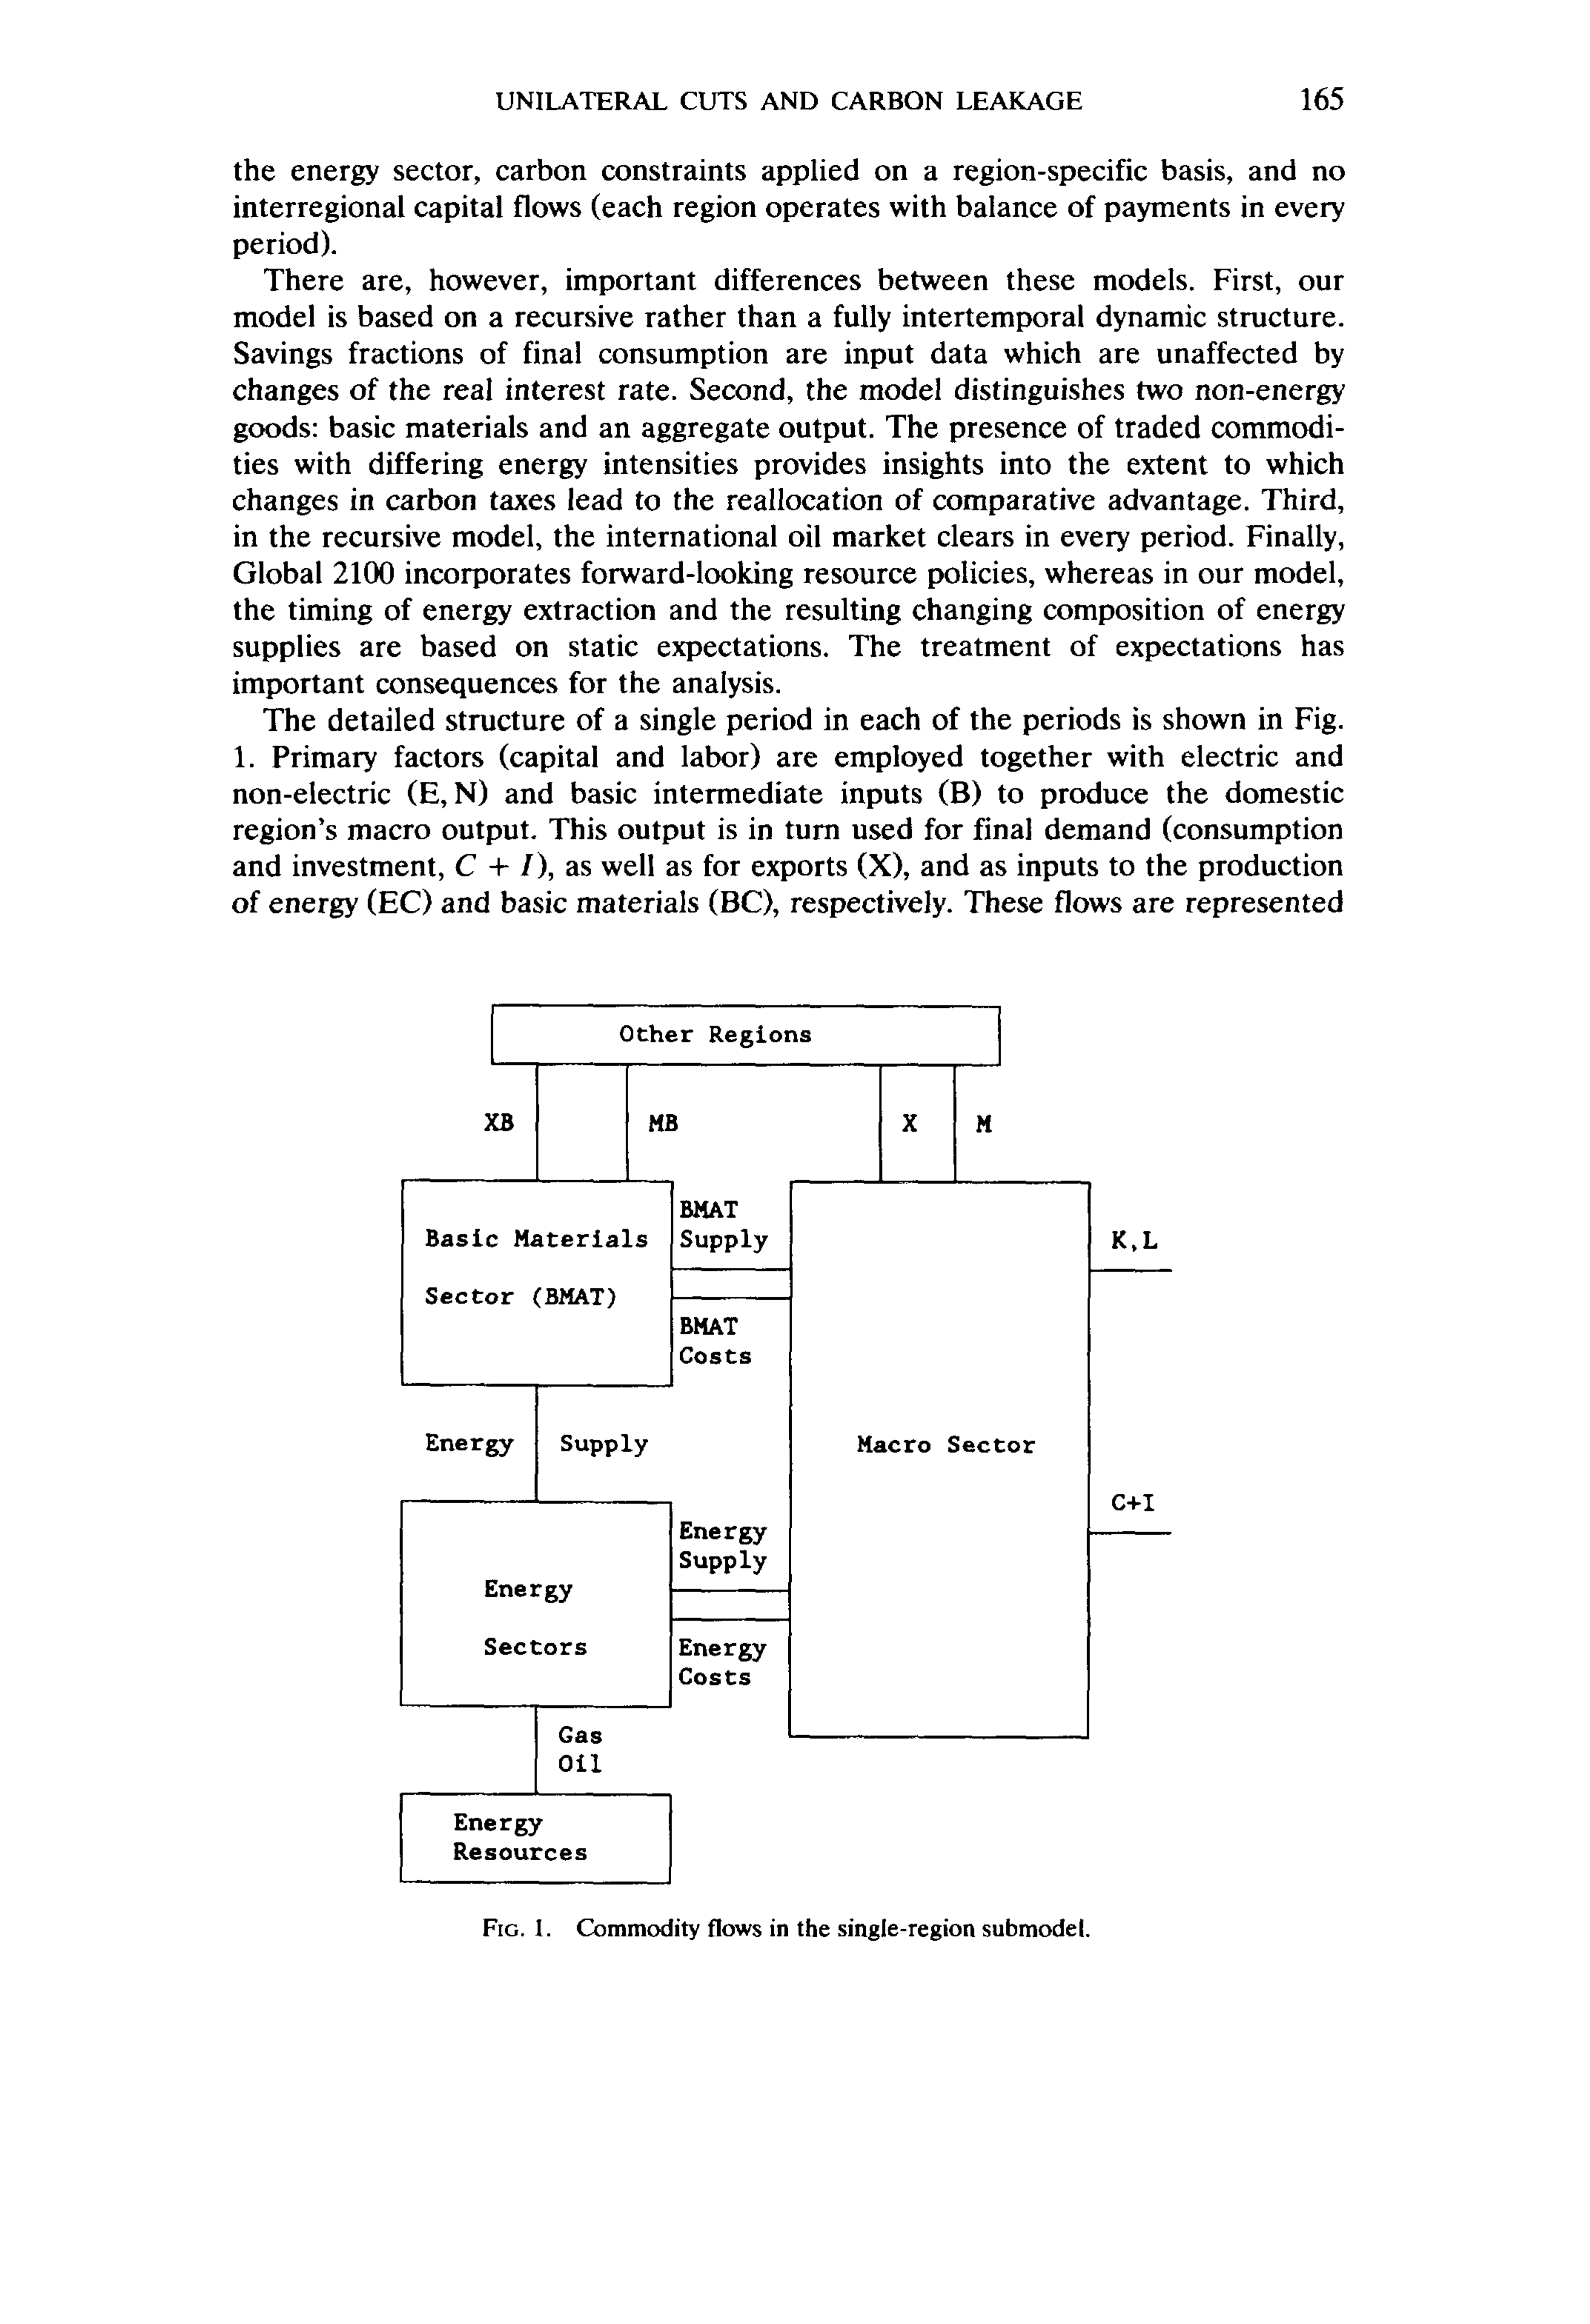 UNILATERAL CUTS AND CARBON LEAKAGE 165
the energy sector, carbon constraints applied on a region-specific basis, and no
interregional capital flows (each region operates with balance of payments in every
period).
There are, however, important differences between these models. First, our
model is based on a recursive rather than a fully intertemporal dynamic structure.
Savings fractions of final consumption are input data which are unaffected by
changes of the real interest rate. Second, the model distinguishes two non-energy
goods: basic materials and an aggregate output. The presence of traded commodi-
ties with differing energy intensities provides insights into the extent to which
changes in carbon taxes lead to the reallocation of comparative advantage. Third,
in the recursive model, the international oil market clears in every period. Finally,
Global 2100 incorporates forward-looking resource policies, whereas in our model,
the timing of energy extraction and the resulting changing composition of energy
supplies are based on static expectations. The treatment of expectations has
important consequences for the analysis.
The detailed structure of a single period in each of the periods is shown in Fig.
1. Primary factors (capital and labor) are employed together with electric and
non-electric (E, N) and basic intermediate inputs (B) to produce the domestic
region's macro output. This output is in turn used for final demand (consumption
and investment, C + I), as well as for exports (X), and as inputs to the production
of energy (EC) and basic materials (BC), respectively. These flows are represented
Other Regions
XB MB X M
BMAT
Basic Materials Supply K,L
Sector (BMAT)
BMAT
Costs
Energy Supply Macro Sector
C+I
Energy
Supply
Energy
Sectors Energy
Costs
Gas
Oil
Energy
Resources
FIG. 1. Commodity flows in the single-region submodel.